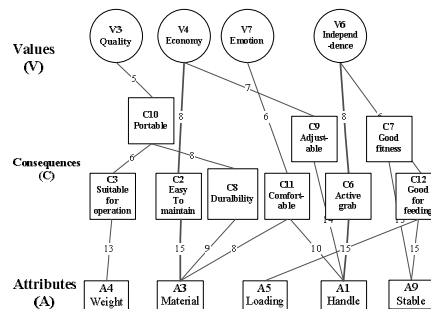 V3
Quality
V4
Economy
V7
Emotion
V6
Independ
-dence
Values
(V)
5
7
C10
Portable
8
6
8
6
C9
Adjust-
able
C7
Good
fitness
Consequences
(C)
6
8
C3
Suitable
for
operation
C2
Easy
To
maintain
C8
Duralbility
C11
Comfort-
able
C6
Active
grab
C12
Good
for
feeding
14
13
13
15
9
8
10
15
15
Attributes
(A)
A4
Weight
A3
Material
A5
Loading
A1
Handle
A9
Stable